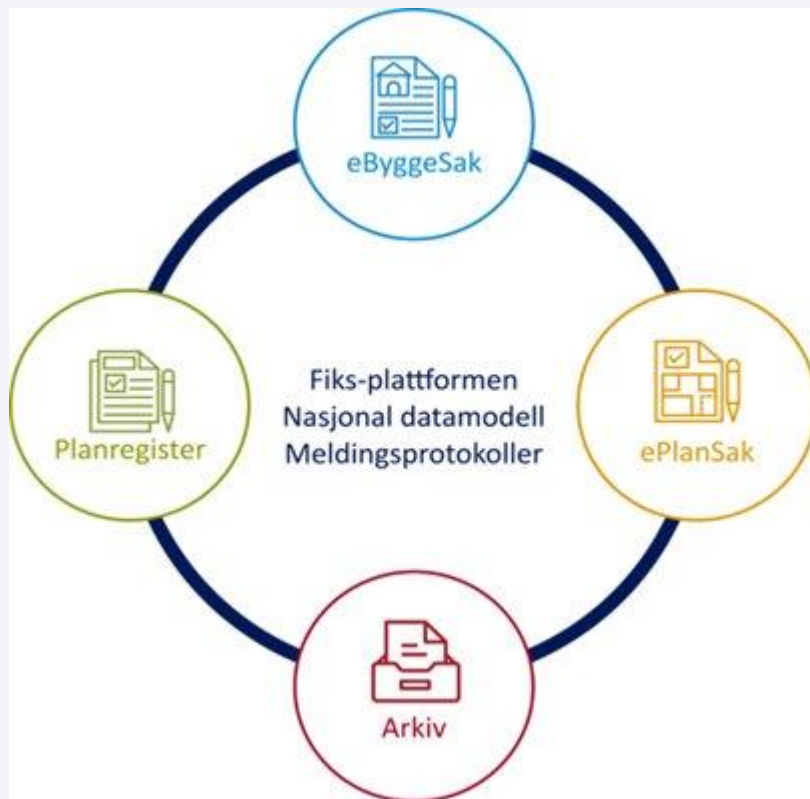 eByggeSak
Planregister
Fiks-plattformen
Nasjonal datamodell
Meldingsprotokoller
ePlanSak
Arkiv